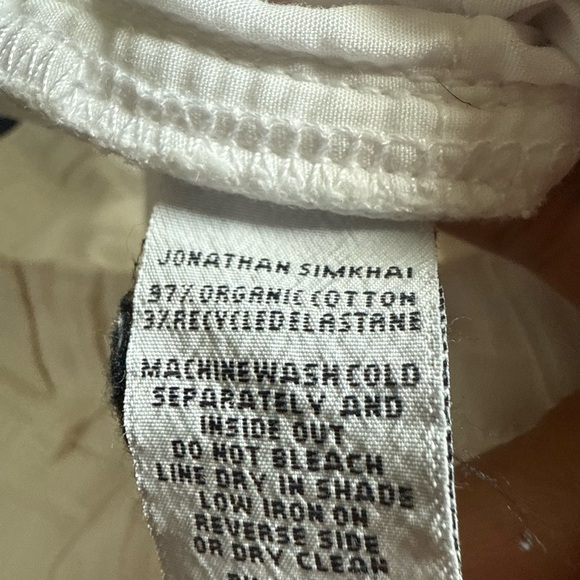 JONATHAN SIMKHAI
97% ORGANIC COTTON
3% RECYCLED ELASTANE
MACHINE WASH COLD
SEPARATELY AND
INSIDE OUT
DO NOT BLEACH
LINE DRY IN SHADE
LOW IRON ON
REVERSE SIDE
OR DRY CLEAN